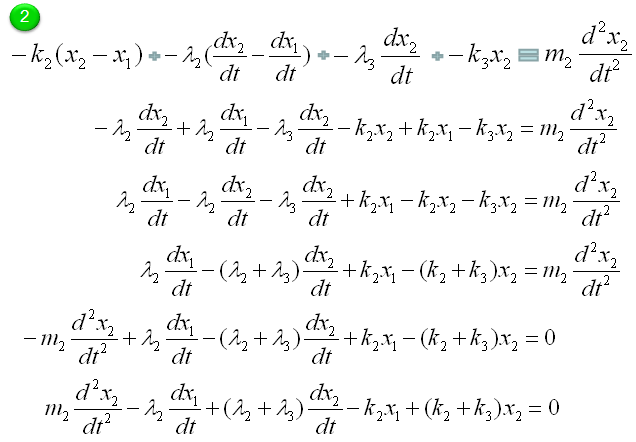 2
−k₂(x₂ − x₁) + −λ₂(dx₂/dt − dx₁/dt) + −λ₃ dx₂/dt + −k₃x₂ = m₂ d²x₂/dt²
−λ₂ dx₂/dt + λ₂ dx₁/dt − λ₃ dx₂/dt − k₂x₂ + k₂x₁ − k₃x₂ = m₂ d²x₂/dt²
λ₂ dx₁/dt − λ₂ dx₂/dt − λ₃ dx₂/dt + k₂x₁ − k₂x₂ − k₃x₂ = m₂ d²x₂/dt²
λ₂ dx₁/dt − (λ₂ + λ₃) dx₂/dt + k₂x₁ − (k₂ + k₃)x₂ = m₂ d²x₂/dt²
−m₂ d²x₂/dt² + λ₂ dx₁/dt − (λ₂ + λ₃) dx₂/dt + k₂x₁ − (k₂ + k₃)x₂ = 0
m₂ d²x₂/dt² − λ₂ dx₁/dt + (λ₂ + λ₃) dx₂/dt − k₂x₁ + (k₂ + k₃)x₂ = 0